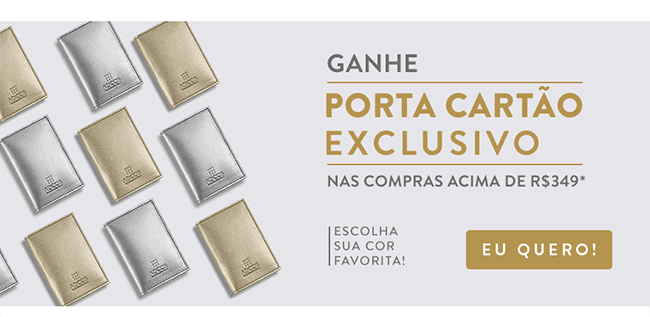 GANHE
PORTA CARTÃO
EXCLUSIVO
NAS COMPRAS ACIMA DE R$349*
ESCOLHA
SUA COR
FAVORITA!
EU QUERO!